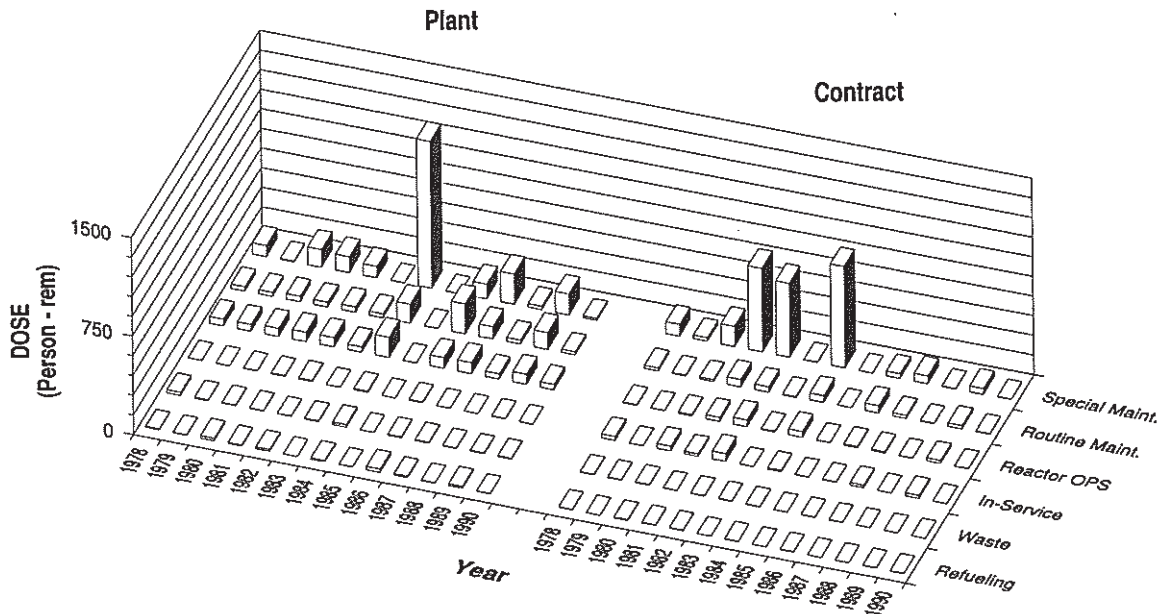 Plant
Contract
DOSE
(Person - rem)
1500
750
0
1978
1979
1980
1981
1982
1983
1984
1985
1986
1987
1988
1989
1990
1978
1979
1980
1981
1982
1983
1984
1985
1986
1987
1988
1989
1990
Year
Special Maint.
Routine Maint.
Reactor OPS
In-Service
Waste
Refueling